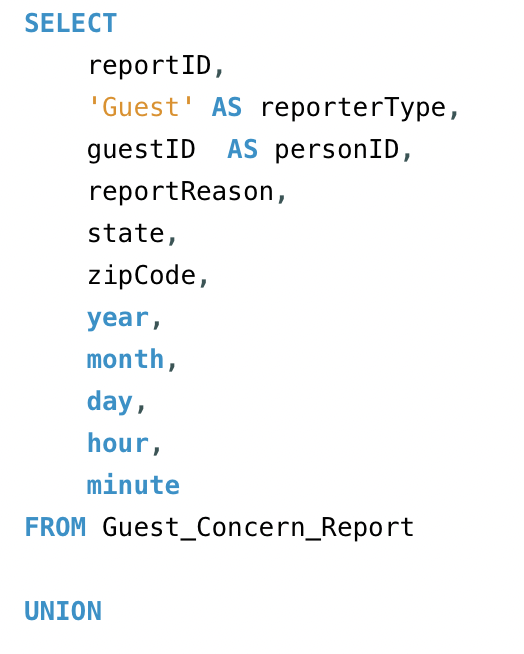 SELECT
reportID,
'Guest' AS reporterType,
guestID  AS personID,
reportReason,
state,
zipCode,
year,
month,
day,
hour,
minute
FROM Guest_Concern_Report
UNION